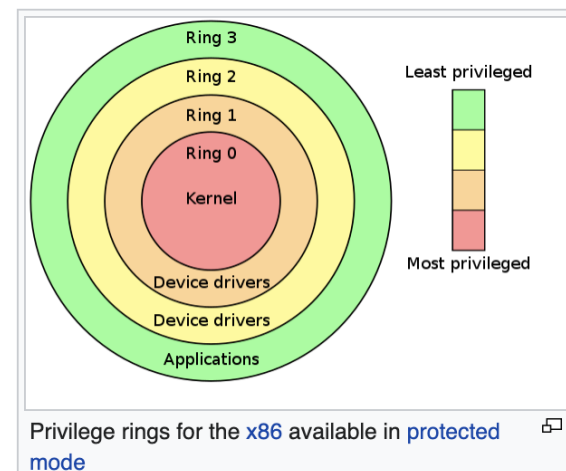 Ring 3
Ring 2
Ring 1
Ring 0
Kernel
Device drivers
Device drivers
Applications
Least privileged
Most privileged
Privilege rings for the x86 available in protected
mode